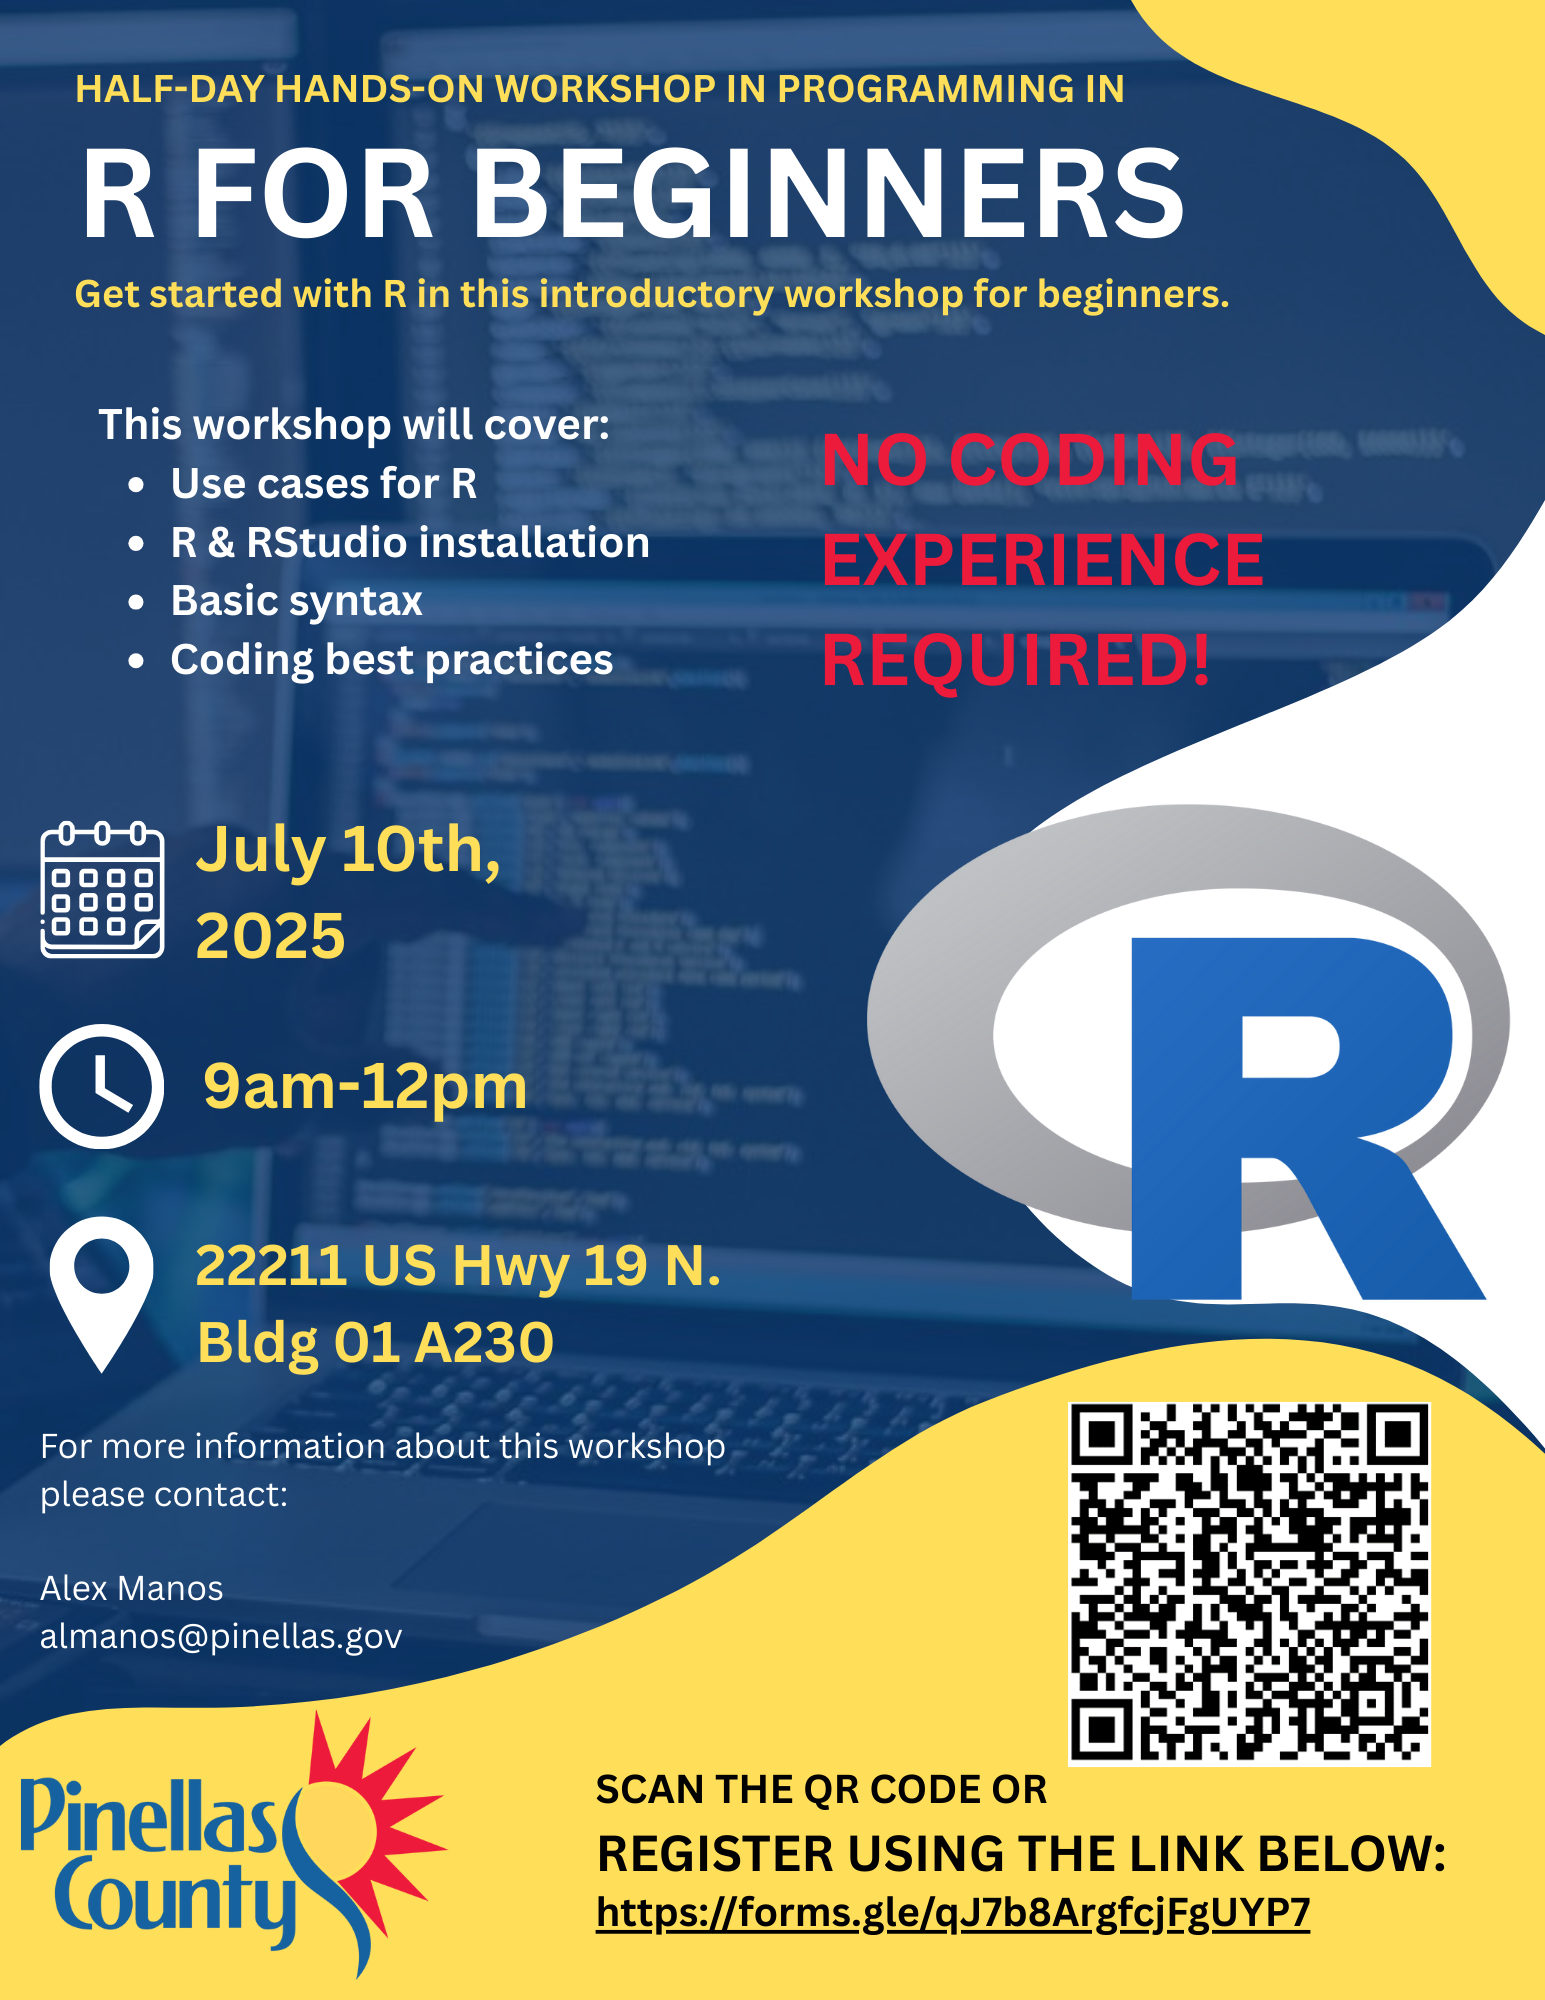 HALF-DAY HANDS-ON WORKSHOP IN PROGRAMMING IN
R FOR BEGINNERS
Get started with R in this introductory workshop for beginners.
This workshop will cover:
• Use cases for R
• R & RStudio installation
• Basic syntax
• Coding best practices
NO CODING
EXPERIENCE
REQUIRED!
July 10th,
2025
9am-12pm
22211 US Hwy 19 N.
Bldg 01 A230
R
For more information about this workshop
please contact:
Alex Manos
almanos@pinellas.gov
Pinellas
County
SCAN THE QR CODE OR
REGISTER USING THE LINK BELOW:
https://forms.gle/qJ7b8ArgfcjFgUYP7